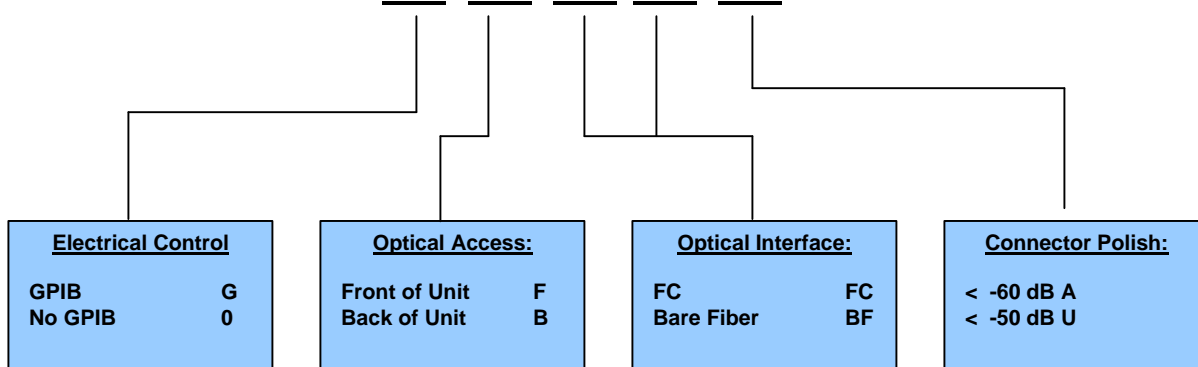 Electrical Control
GPIB G
No GPIB 0
Optical Access:
Front of Unit F
Back of Unit B
Optical Interface:
FC FC
Bare Fiber BF
Connector Polish:
< -60 dB A
< -50 dB U